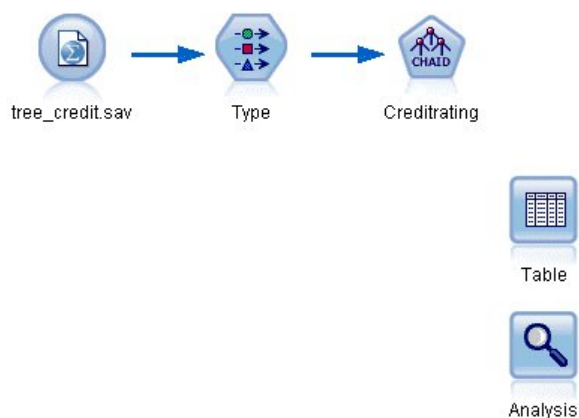 CHAID
tree_credit.sav
Type
Creditrating
Table
Analysis